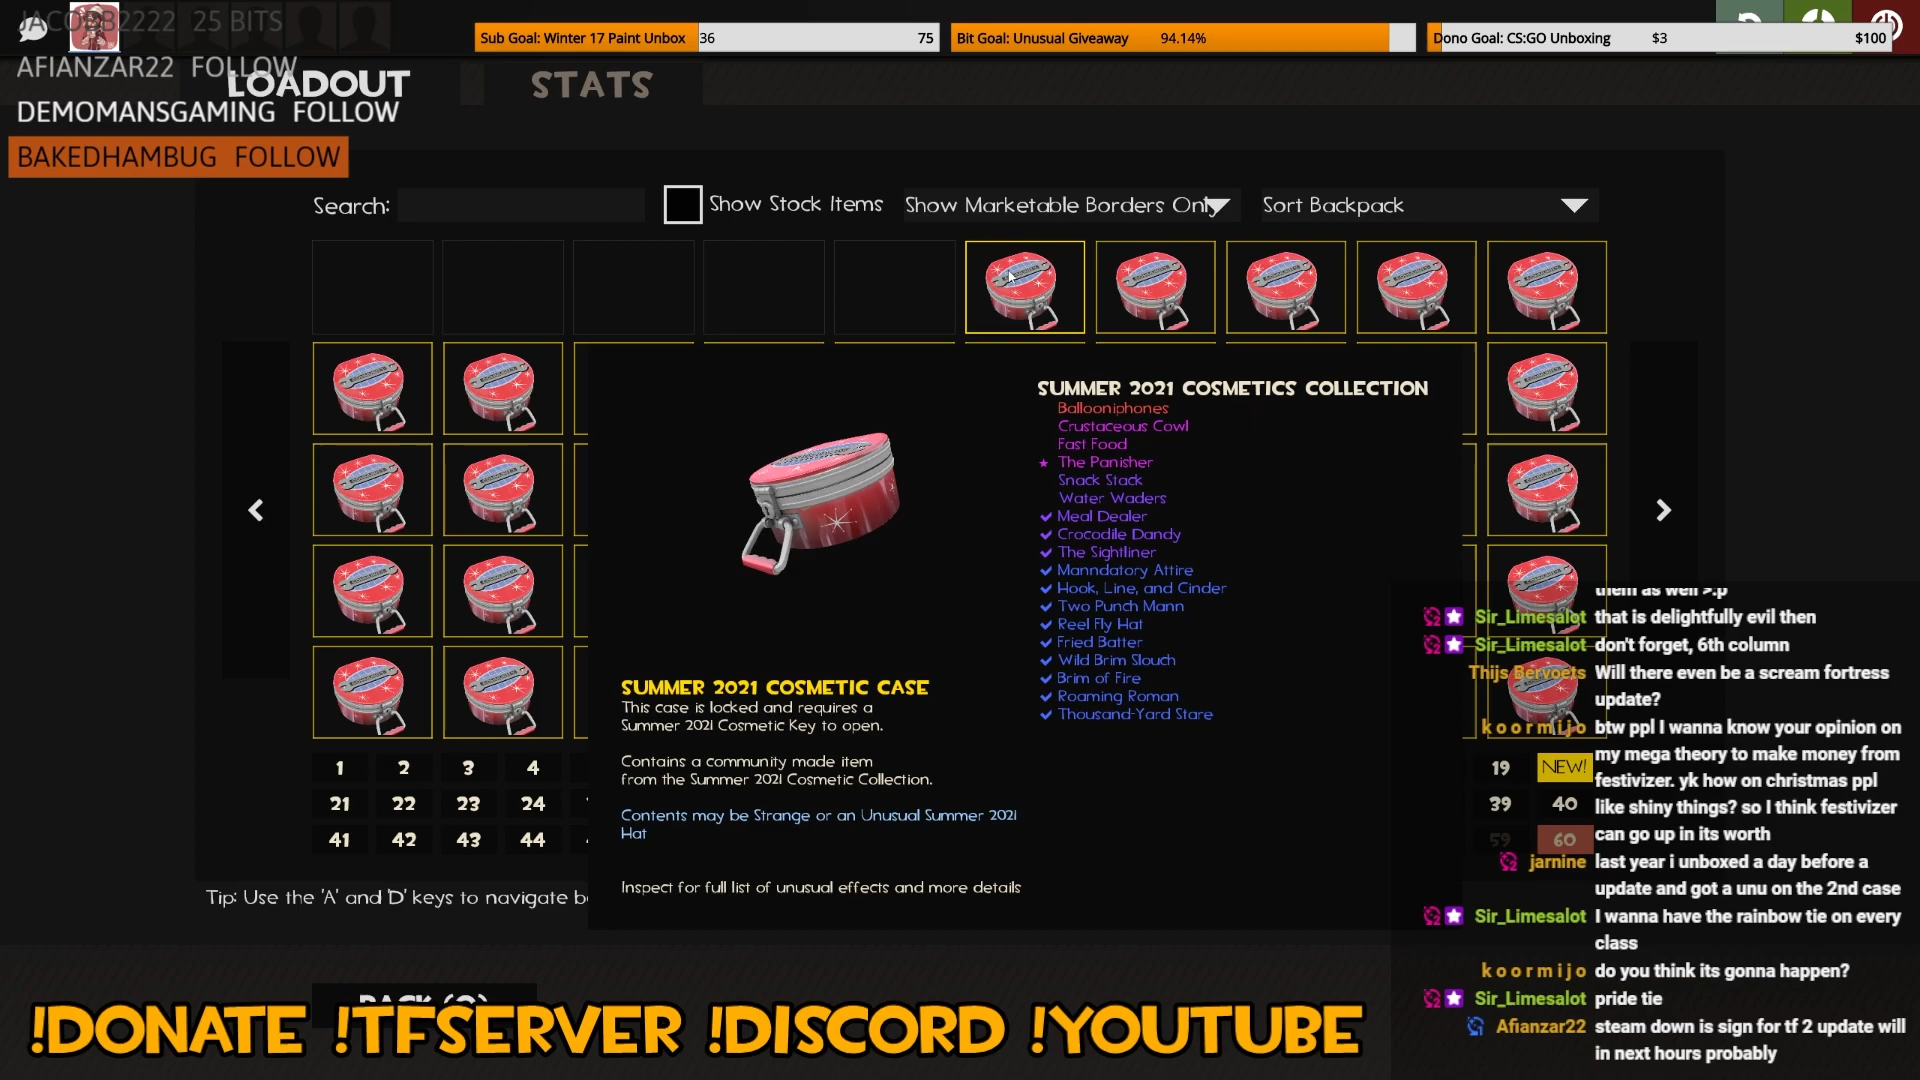 JACOBB2222 25 BITS
AFIANZAR22 FOLLOW
DEMOMANSGAMING FOLLOW
BAKEDHAMBUG FOLLOW
Sub Goal: Winter 17 Paint Unbox 36 75
Bit Goal: Unusual Giveaway 94.14%
Dono Goal: CS:GO Unboxing $3 $100
LOADOUT STATS
Search: Show Stock Items Show Marketable Borders Only Sort Backpack
SUMMER 2021 COSMETICS COLLECTION
Ballooniphones
Crustaceous Cowl
Fast Food
★ The Panisher
Snack Stack
Water Waders
✔ Meal Dealer
✔ Crocodile Dandy
✔ The Sightliner
✔ Manndatory Attire
✔ Hook, Line, and Cinder
✔ Two Punch Mann
✔ Reel Fly Hat
✔ Fried Batter
✔ Wild Brim Slouch
✔ Brim of Fire
✔ Roaming Roman
✔ Thousand-Yard Stare
SUMMER 2021 COSMETIC CASE
This case is locked and requires a
Summer 2021 Cosmetic Key to open.
Contains a community made item
from the Summer 2021 Cosmetic Collection.
Contents may be Strange or an Unusual Summer 2021
Hat
Inspect for full list of unusual effects and more details
1 2 3 4 19 NEW!
21 22 23 24 39 40
41 42 43 44 59 60
Tip: Use the 'A' and 'D' keys to navigate
BACK (Q)
them as well >:p
Sir_Limesalot that is delightfully evil then
Sir_Limesalot don't forget, 6th column
Thijs Bervoets Will there even be a scream fortress
update?
k o o r m i j o btw ppl I wanna know your opinion on
my mega theory to make money from
festivizer. yk how on christmas ppl
like shiny things? so I think festivizer
can go up in its worth
jarnine last year i unboxed a day before a
update and got a unu on the 2nd case
Sir_Limesalot I wanna have the rainbow tie on every
class
k o o r m i j o do you think its gonna happen?
Sir_Limesalot pride tie
Afianzar22 steam down is sign for tf 2 update will
in next hours probably
!DONATE !TFSERVER !DISCORD !YOUTUBE